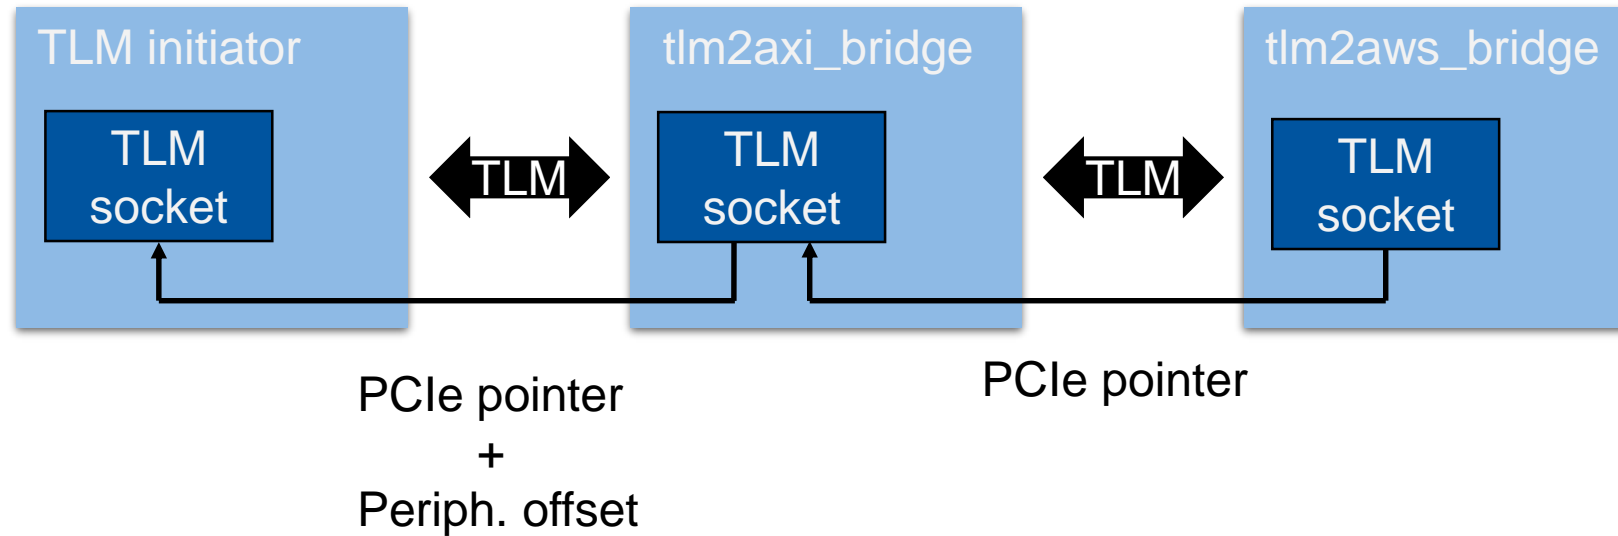 TLM initiator
TLM
socket
TLM
tlm2axi_bridge
TLM
socket
TLM
tlm2aws_bridge
TLM
socket
PCIe pointer
+
Periph. offset
PCIe pointer